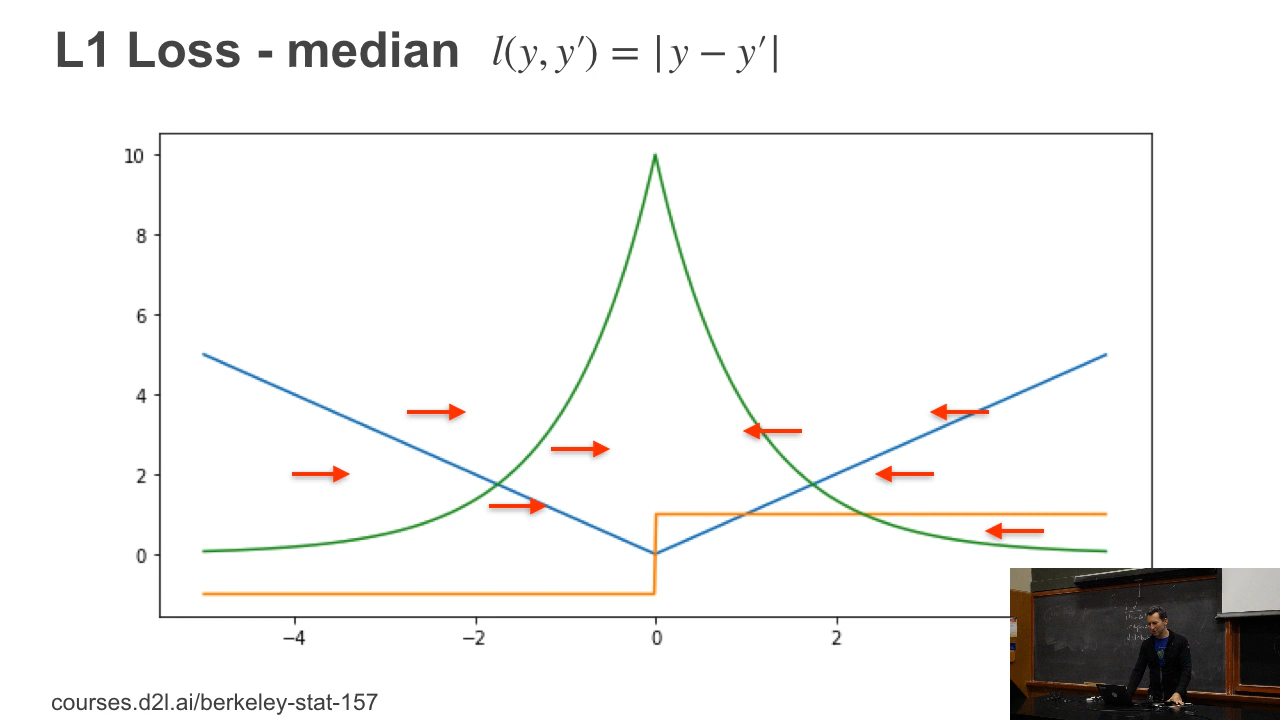 L1 Loss - median l(y, y′) = | y − y′|
10
8
6
4
2
0
−4 −2 0 2
courses.d2l.ai/berkeley-stat-157